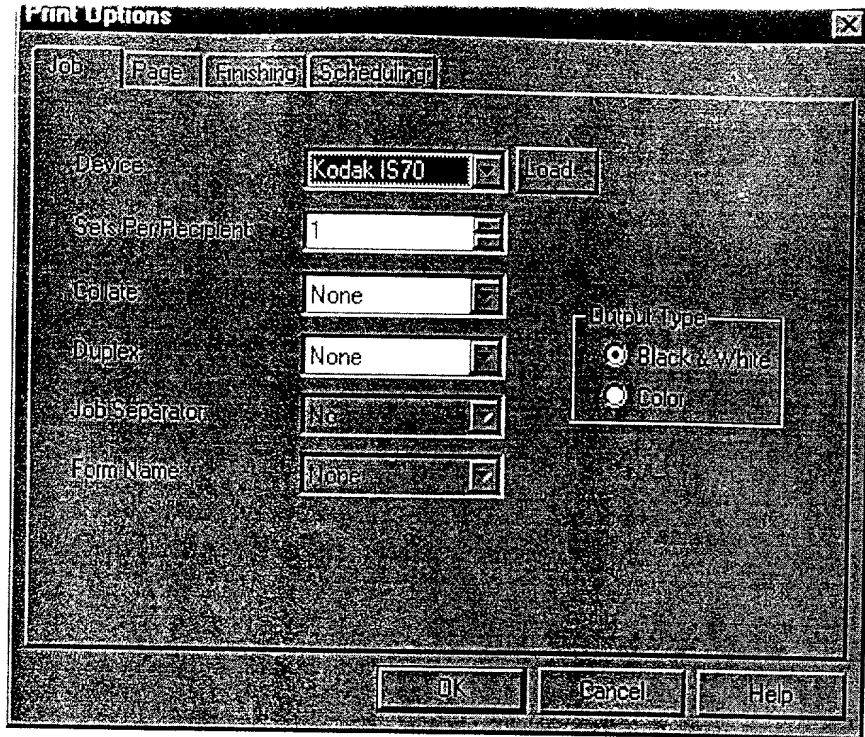 Print Options
Job Page Finishing Scheduling
Device Kodak IS70 Load...
Sets Per Recipient 1
Collate None
Output Type
Duplex None
Black & White
Job Separator No
Color
Form Name None
OK Cancel Help